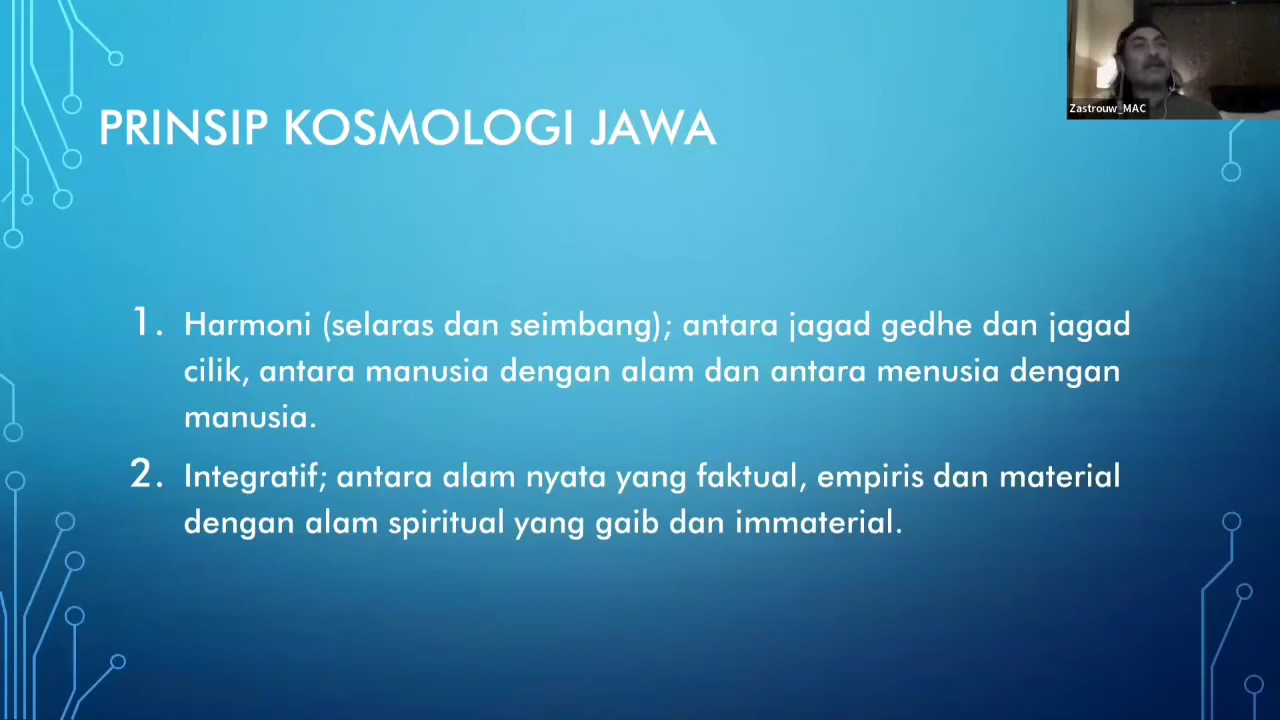 Zastrouw_MAC
PRINSIP KOSMOLOGI JAWA
1. Harmoni (selaras dan seimbang); antara jagad gedhe dan jagad
cilik, antara manusia dengan alam dan antara menusia dengan
manusia.
2. Integratif; antara alam nyata yang faktual, empiris dan material
dengan alam spiritual yang gaib dan immaterial.